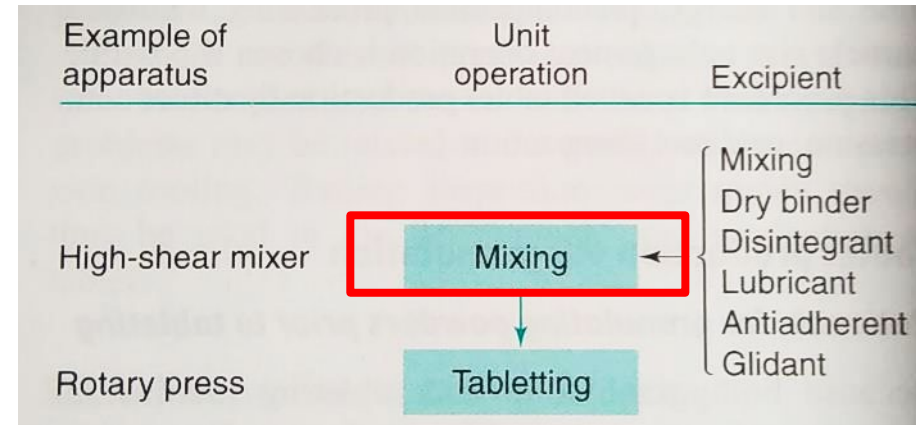 Example of
apparatus
Unit
operation
Excipient
Mixing
Dry binder
Disintegrant
Lubricant
Antiadherent
Glidant
High-shear mixer
Mixing
Rotary press
Tabletting